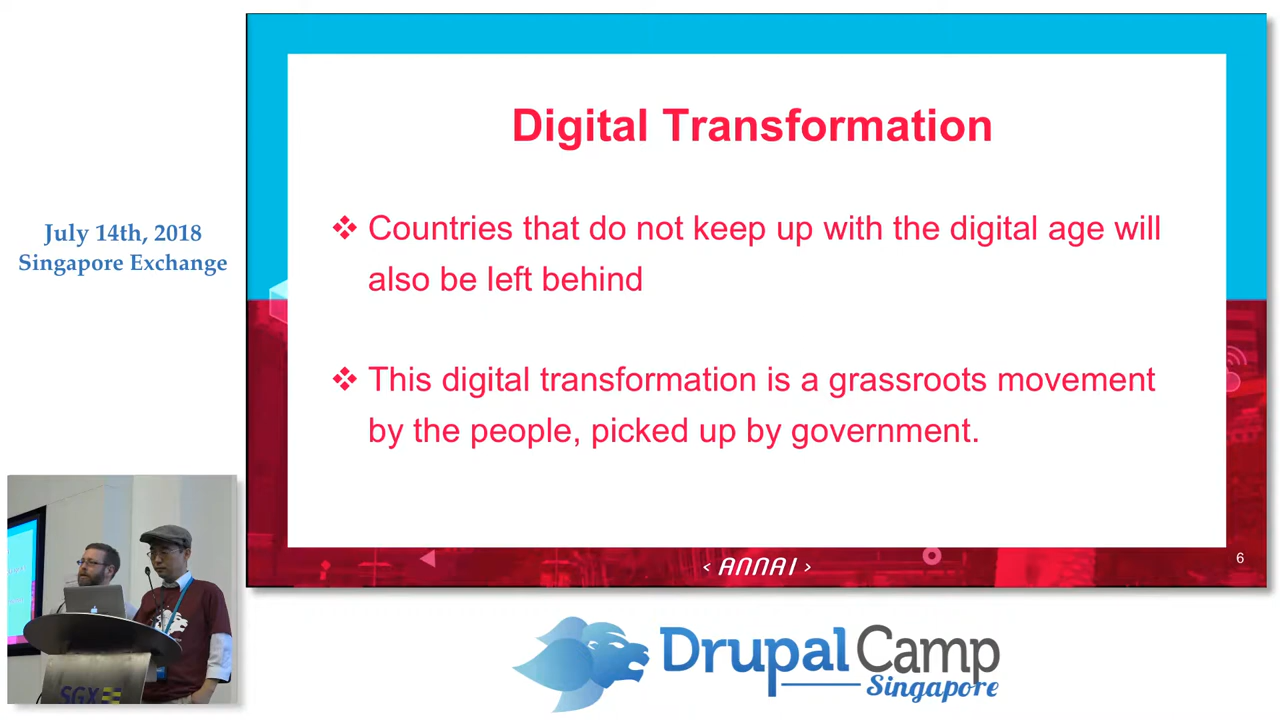 July 14th, 2018
Singapore Exchange
Digital Transformation
❖ Countries that do not keep up with the digital age will
also be left behind
❖ This digital transformation is a grassroots movement
by the people, picked up by government.
< ANNAI >
6
SGX
DrupalCamp
Singapore